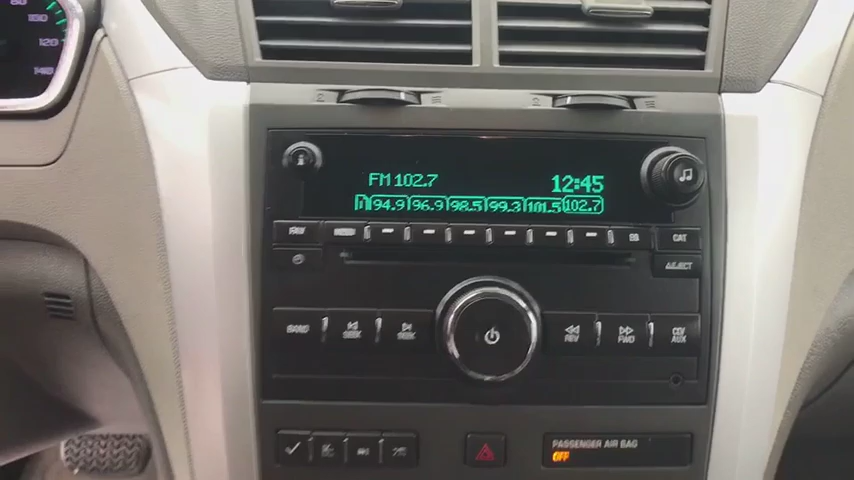 100
120
140
FM 102.7 12:45
1 94.9 96.9 98.5 99.3 101.5 102.7
FAV MENU CAT
EJECT
BAND SEEK SEEK REV FWD CD/AUX
PASSENGER AIR BAG
OFF